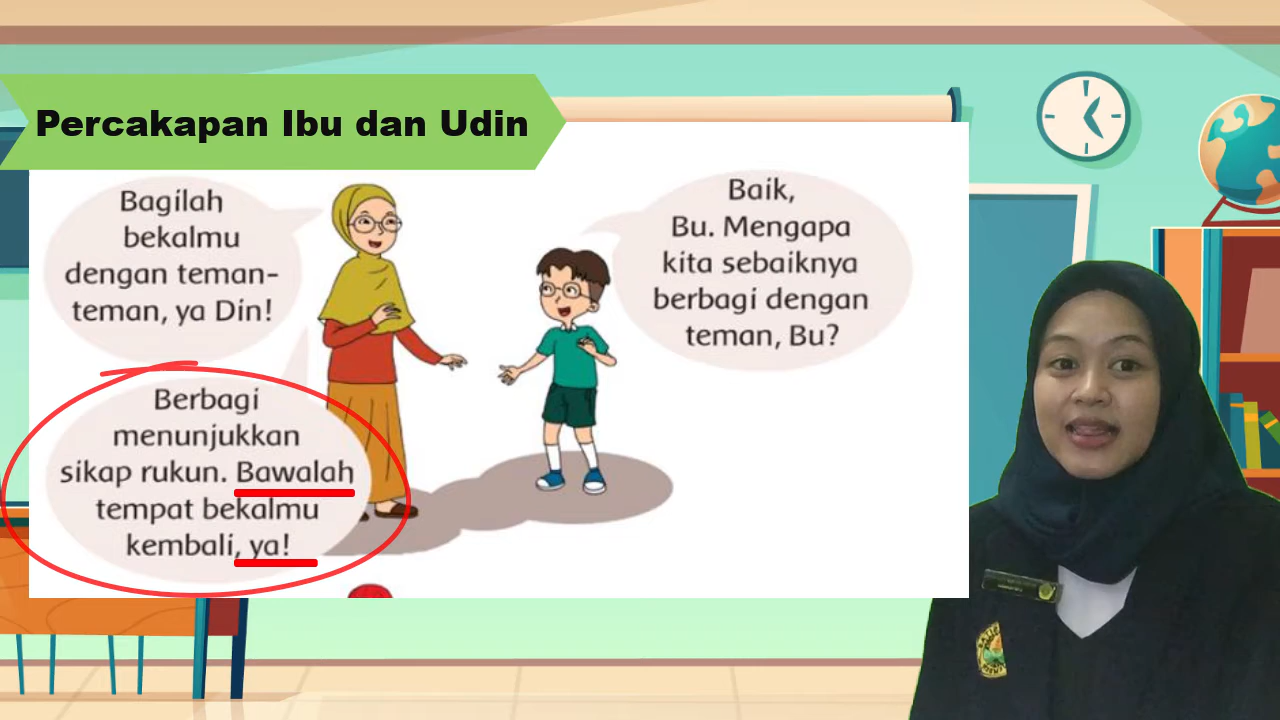 Percakapan Ibu dan Udin
Bagilah
bekalmu
dengan teman-
teman, ya Din!
Baik,
Bu. Mengapa
kita sebaiknya
berbagi dengan
teman, Bu?
Berbagi
menunjukkan
sikap rukun. Bawalah
tempat bekalmu
kembali, ya!